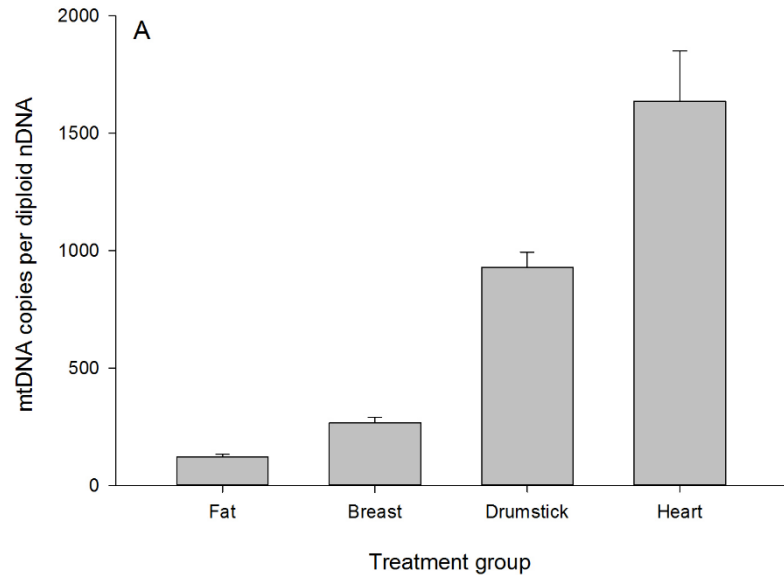 A
2000
1500
1000
500
0
mtDNA copies per diploid nDNA
Fat Breast Drumstick Heart
Treatment group